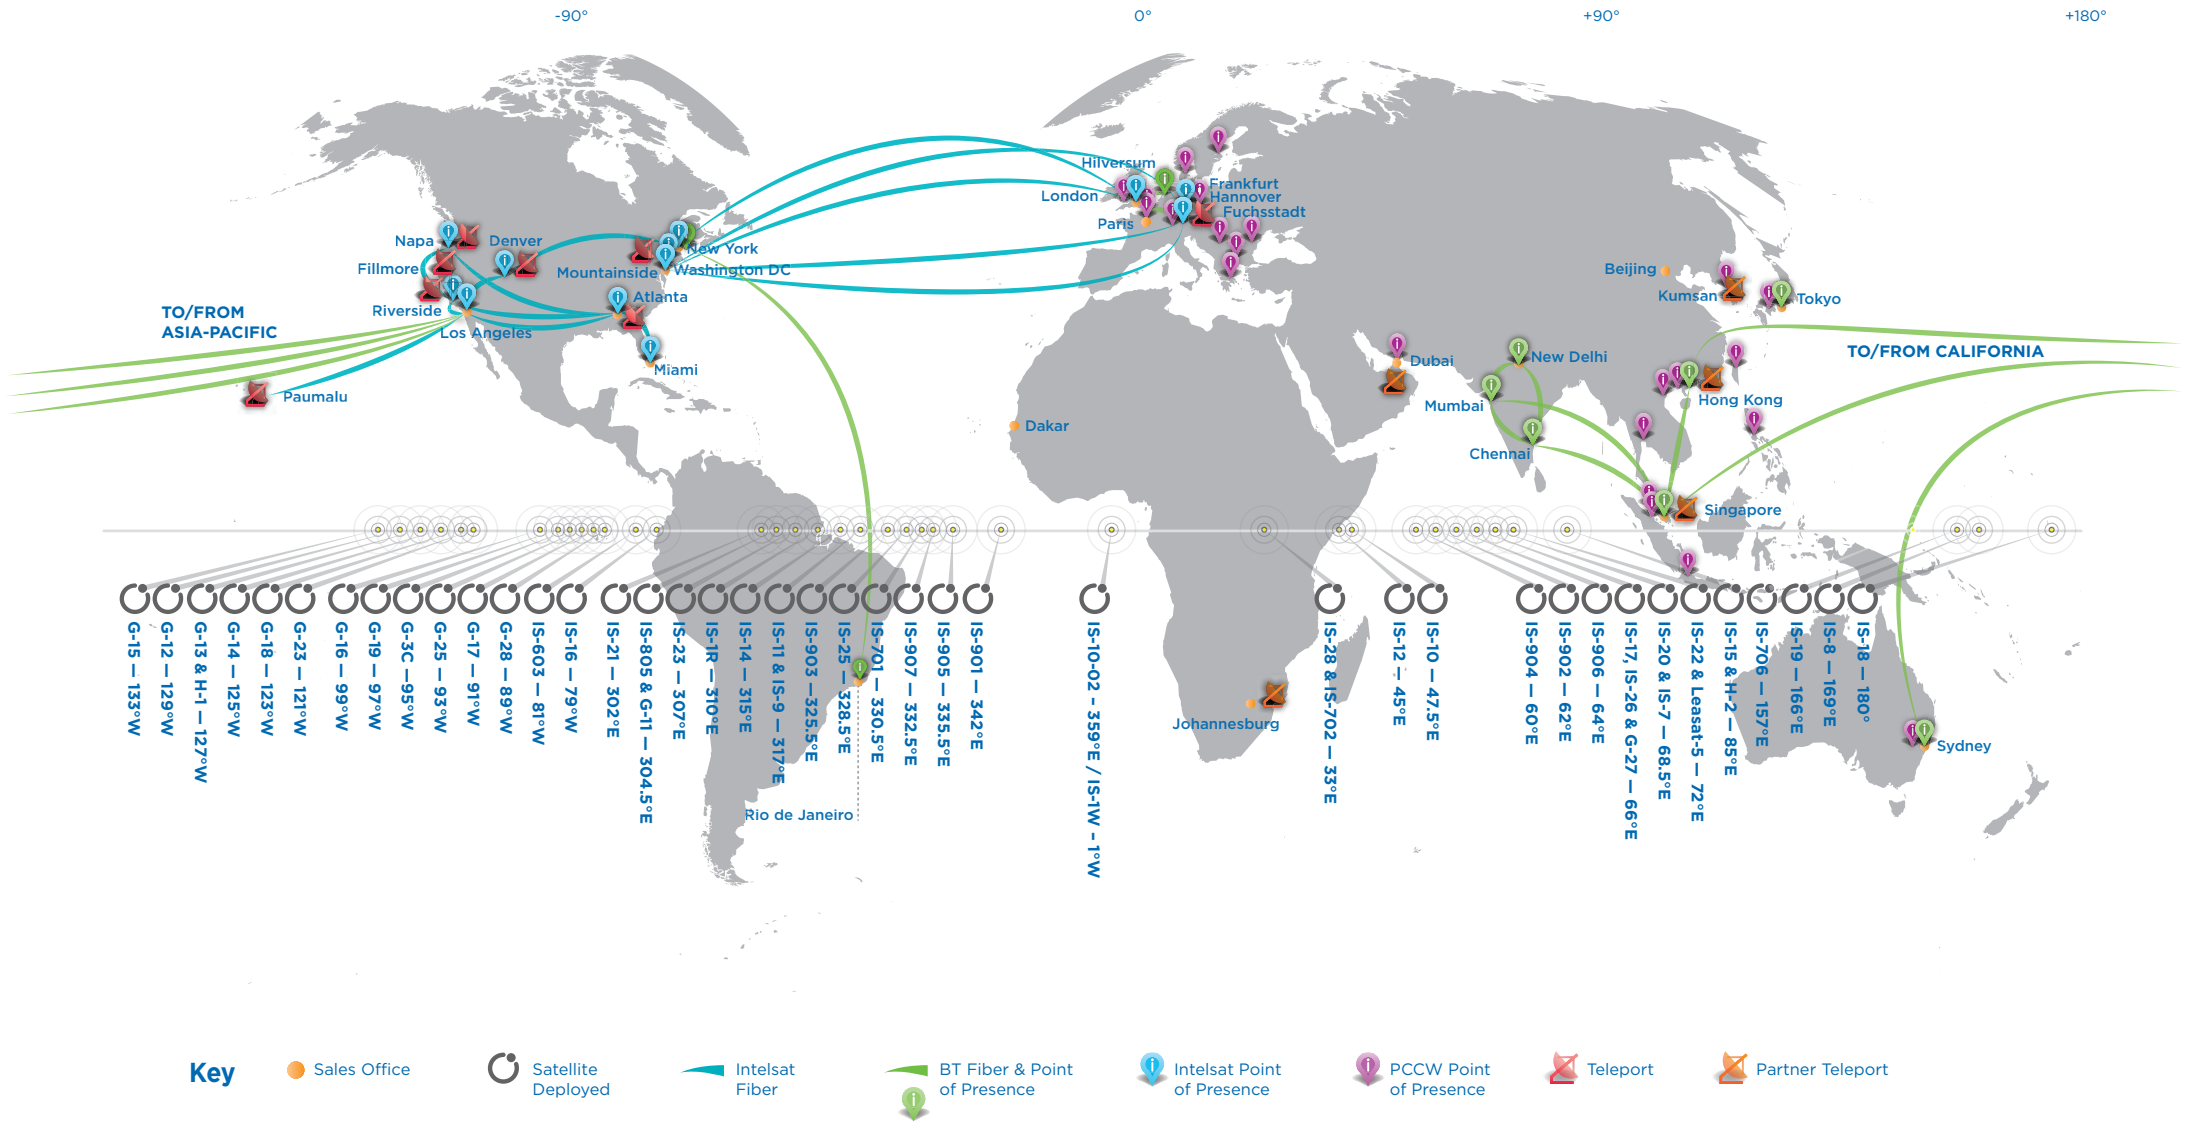 -90°
0°
+90°
+180°
Hilversum
London
Paris
Frankfurt
Hannover
Fuchsstadt
Napa
Denver
Fillmore
Mountainside
New York
Washington DC
Riverside
Atlanta
Los Angeles
Miami
TO/FROM
ASIA-PACIFIC
Paumalu
Dakar
Beijing
Kumsan
Tokyo
Dubai
New Delhi
Mumbai
Chennai
Hong Kong
TO/FROM CALIFORNIA
Singapore
G-15 — 133°W
G-12 — 129°W
G-13 & H-1 — 127°W
G-14 — 125°W
G-18 — 123°W
G-23 — 121°W
G-16 — 99°W
G-19 — 97°W
G-3C — 95°W
G-25 — 93°W
G-17 — 91°W
G-28 — 89°W
IS-603 — 81°W
IS-16 — 79°W
IS-21 — 302°E
IS-805 & G-11 — 304.5°E
IS-23 — 307°E
IS-1R — 310°E
IS-14 — 315°E
IS-11 & IS-9 — 317°E
IS-903 — 325.5°E
IS-25 — 328.5°E
IS-701 — 330.5°E
IS-907 — 332.5°E
IS-905 — 335.5°E
IS-901 — 342°E
IS-10-02 - 359°E / IS-1W - 1°W
IS-28 & IS-702 — 33°E
IS-12 — 45°E
IS-10 — 47.5°E
IS-904 — 60°E
IS-902 — 62°E
IS-906 — 64°E
IS-17, IS-26 & G-27 — 66°E
IS-20 & IS-7 — 68.5°E
IS-22 & Leasat-5 — 72°E
IS-15 & H-2 — 85°E
IS-706 — 157°E
IS-19 — 166°E
IS-8 — 169°E
IS-18 — 180°
Johannesburg
Sydney
Rio de Janeiro
Key
Sales Office
Satellite
Deployed
Intelsat
Fiber
BT Fiber & Point
of Presence
Intelsat Point
of Presence
PCCW Point
of Presence
Teleport
Partner Teleport